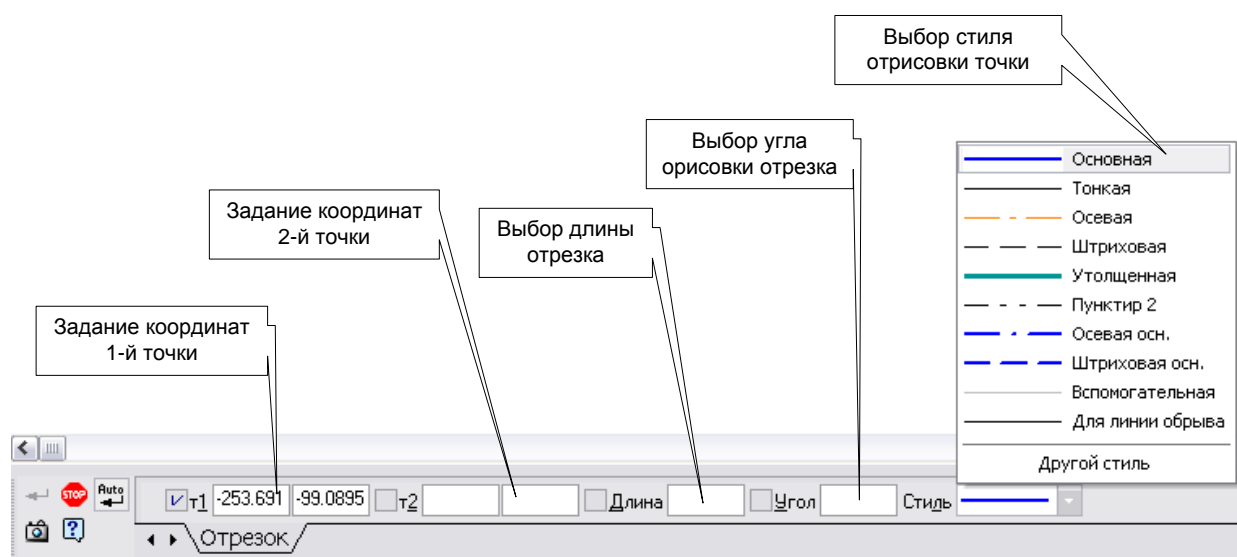 Выбор стиля
отрисовки точки
Выбор угла
орисовки отрезка
Задание координат
2-й точки
Выбор длины
отрезка
Задание координат
1-й точки
Основная
Тонкая
Осевая
Штриховая
Утолщенная
Пунктир 2
Осевая осн.
Штриховая осн.
Вспомогательная
Для линии обрыва
Другой стиль
STOP Auto т1 -253.691 -99.0895 т2 Длина Угол Стиль
Отрезок